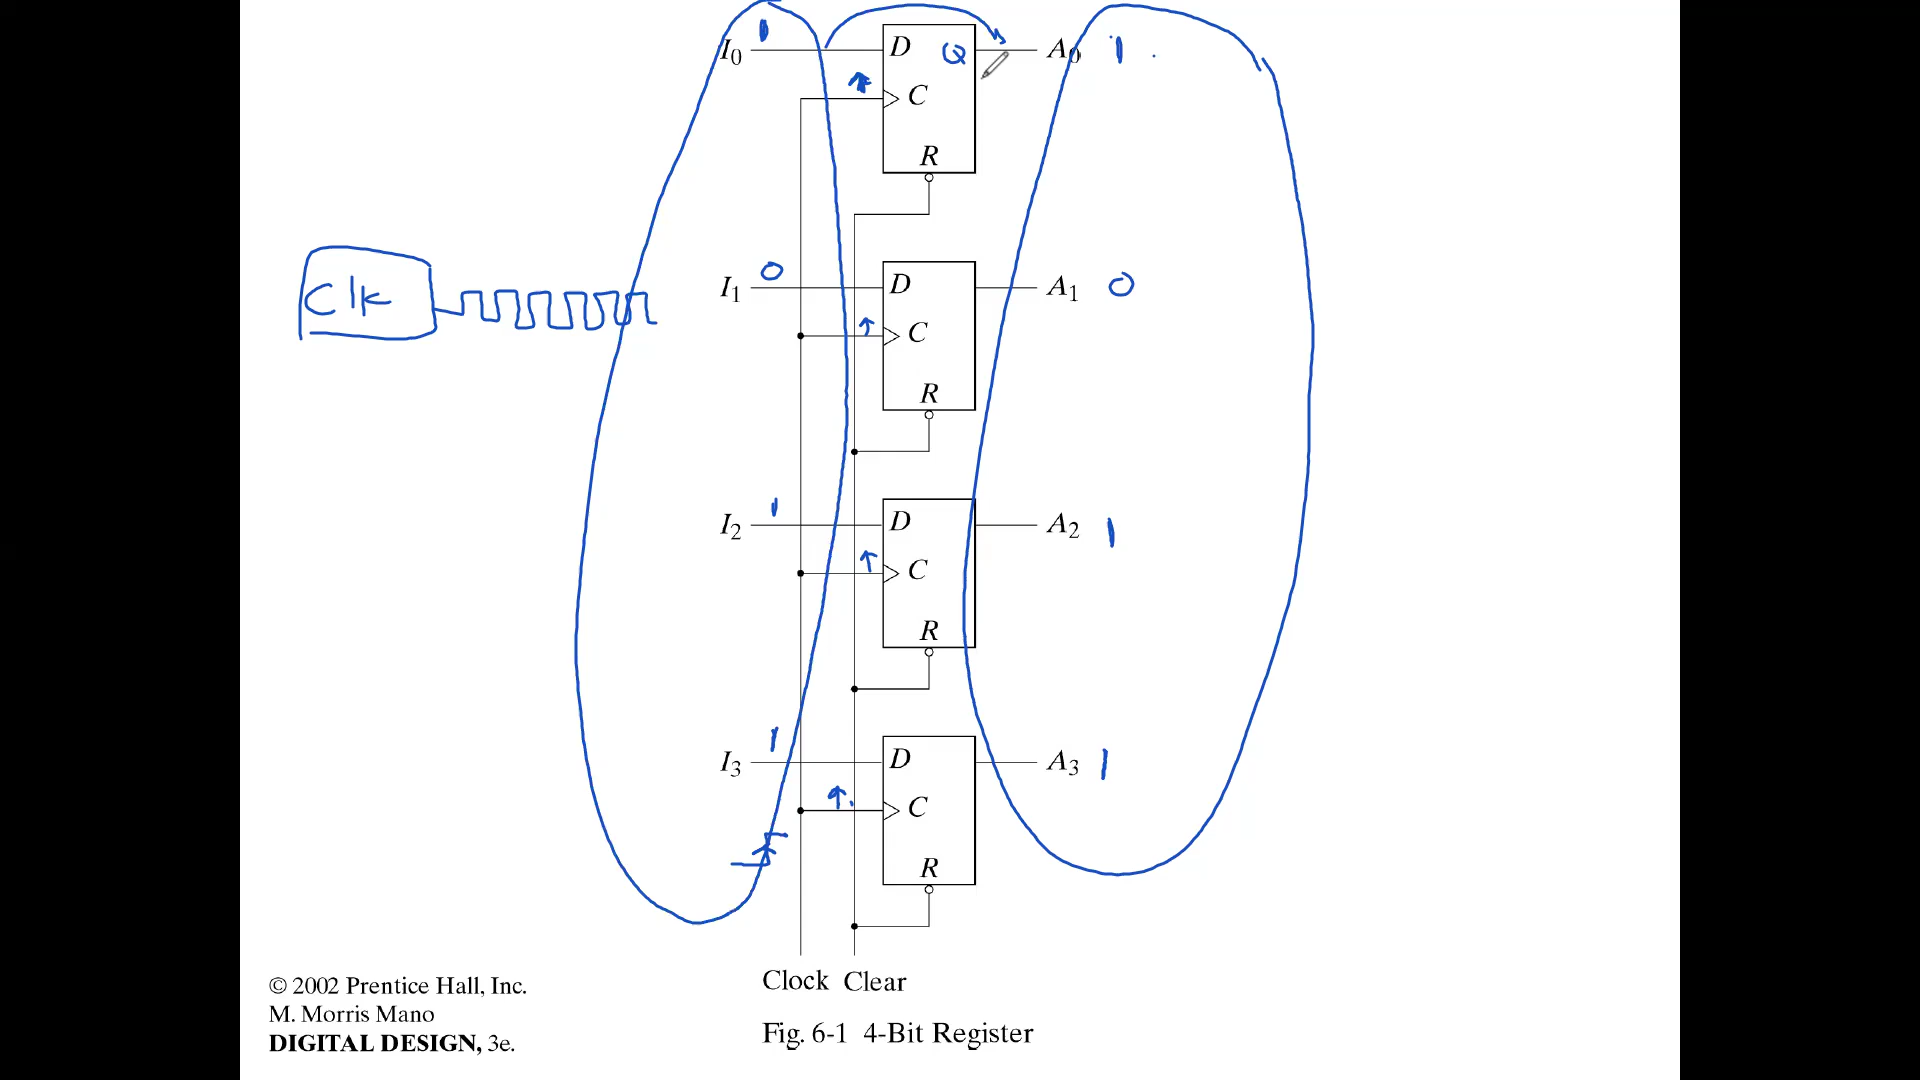 I0 1 D Q A0 1
C
R
Clk
I1 0 D A1 0
C
R
I2 1 D A2 1
C
R
I3 1 D A3 1
C
R
Clock Clear
Fig. 6-1 4-Bit Register
© 2002 Prentice Hall, Inc.
M. Morris Mano
DIGITAL DESIGN, 3e.